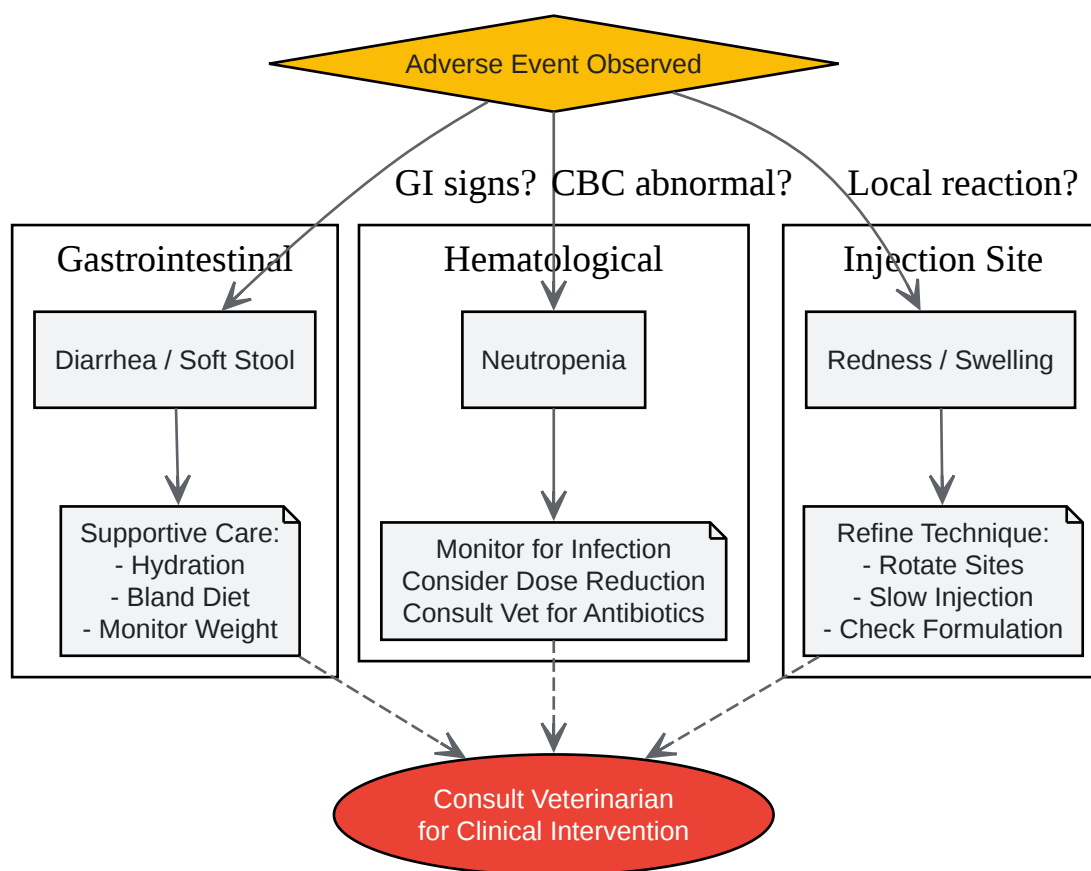 Adverse Event Observed
GI signs?
CBC abnormal?
Local reaction?
Gastrointestinal
Diarrhea / Soft Stool
Supportive Care:
- Hydration
- Bland Diet
- Monitor Weight
Hematological
Neutropenia
Monitor for Infection
Consider Dose Reduction
Consult Vet for Antibiotics
Injection Site
Redness / Swelling
Refine Technique:
- Rotate Sites
- Slow Injection
- Check Formulation
Consult Veterinarian
for Clinical Intervention